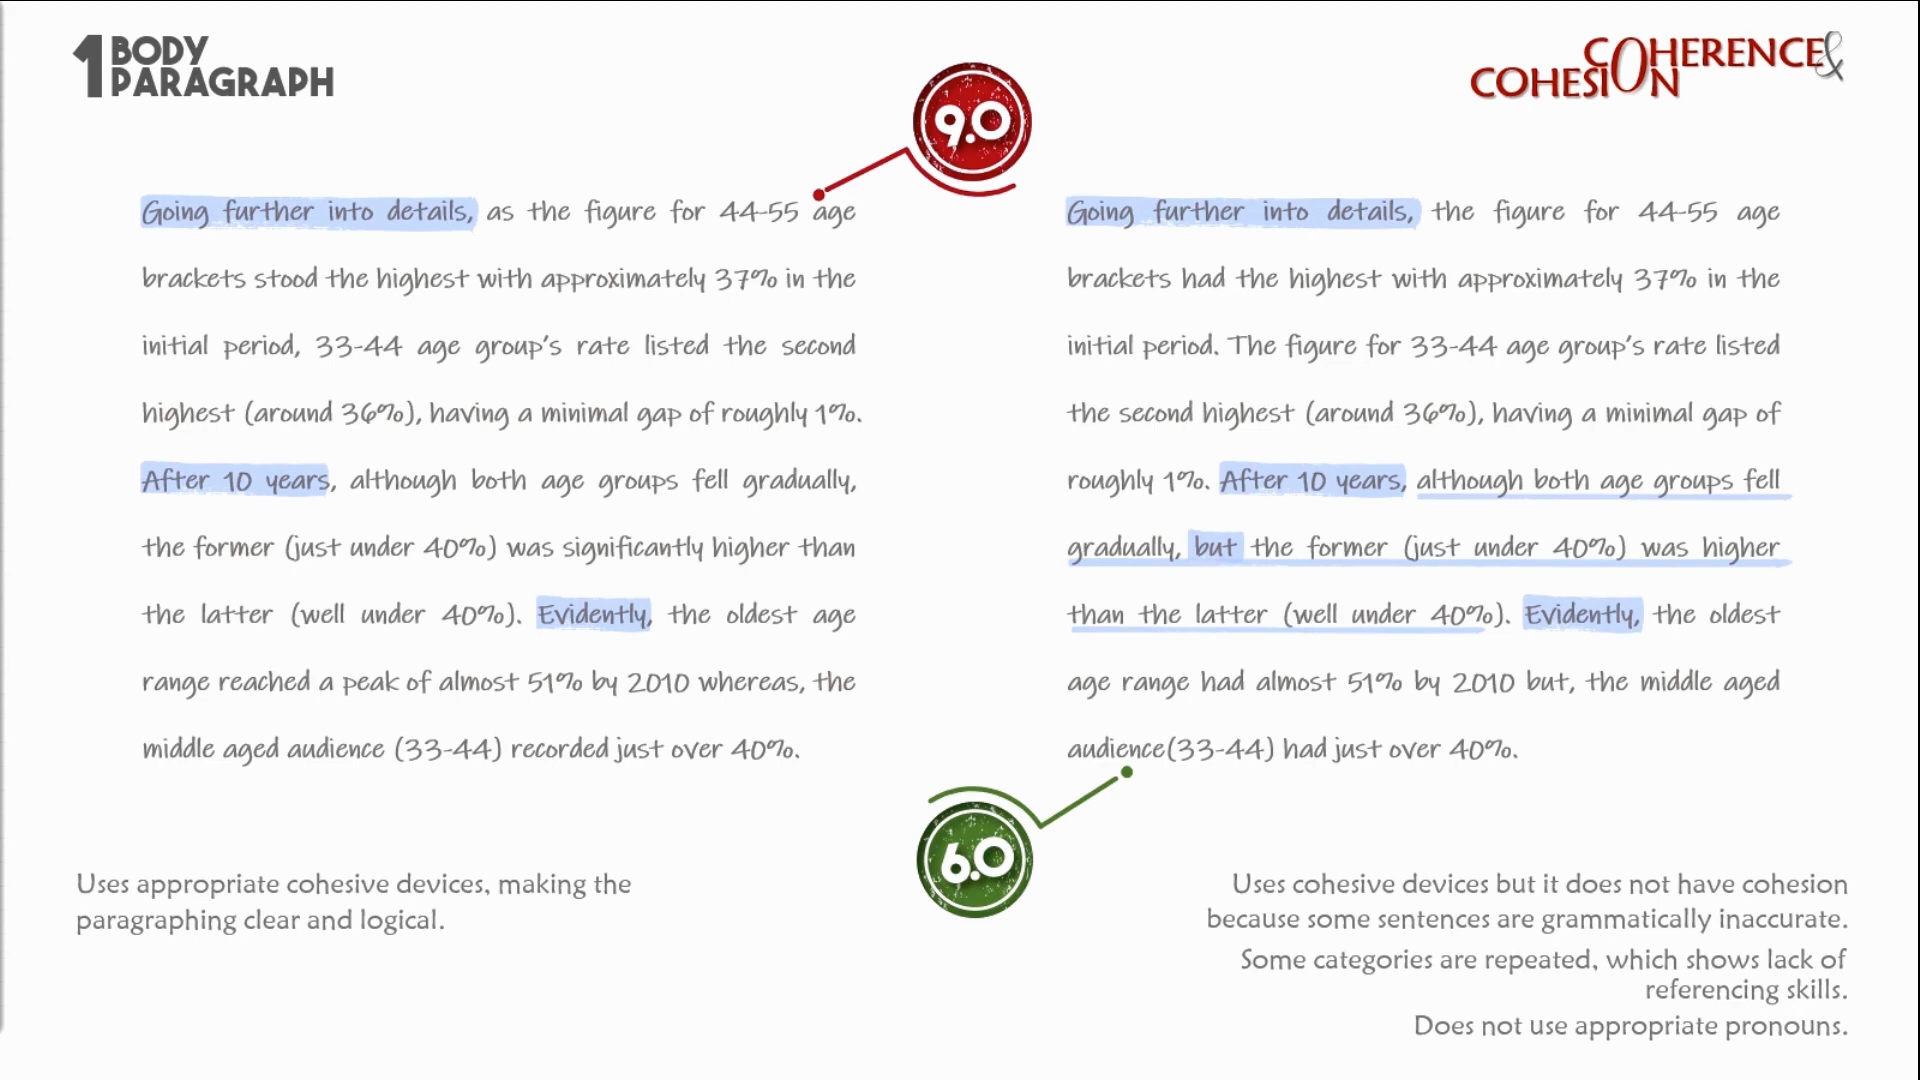 1 BODY PARAGRAPH
COHERENCE &
COHESION
9.0
Going further into details, as the figure for 44-55 age
brackets stood the highest with approximately 37% in the
initial period, 33-44 age group's rate listed the second
highest (around 36%), having a minimal gap of roughly 1%.
After 10 years, although both age groups fell gradually,
the former (just under 40%) was significantly higher than
the latter (well under 40%). Evidently, the oldest age
range reached a peak of almost 51% by 2010 whereas, the
middle aged audience (33-44) recorded just over 40%.
Going further into details, the figure for 44-55 age
brackets had the highest with approximately 37% in the
initial period. The figure for 33-44 age group's rate listed
the second highest (around 36%), having a minimal gap of
roughly 1%. After 10 years, although both age groups fell
gradually, but the former (just under 40%) was higher
than the latter (well under 40%). Evidently, the oldest
age range had almost 51% by 2010 but, the middle aged
audience(33-44) had just over 40%.
6.0
Uses appropriate cohesive devices, making the
paragraphing clear and logical.
Uses cohesive devices but it does not have cohesion
because some sentences are grammatically inaccurate.
Some categories are repeated, which shows lack of
referencing skills.
Does not use appropriate pronouns.